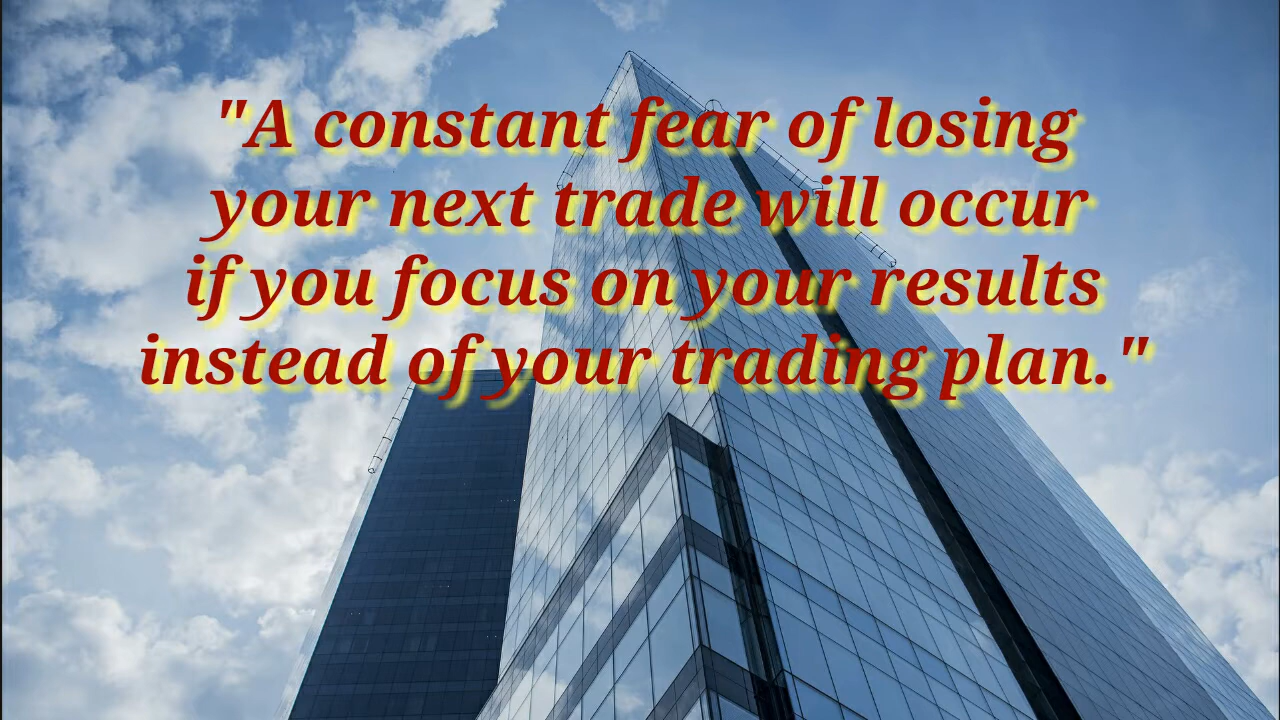 "A constant fear of losing
your next trade will occur
if you focus on your results
instead of your trading plan."